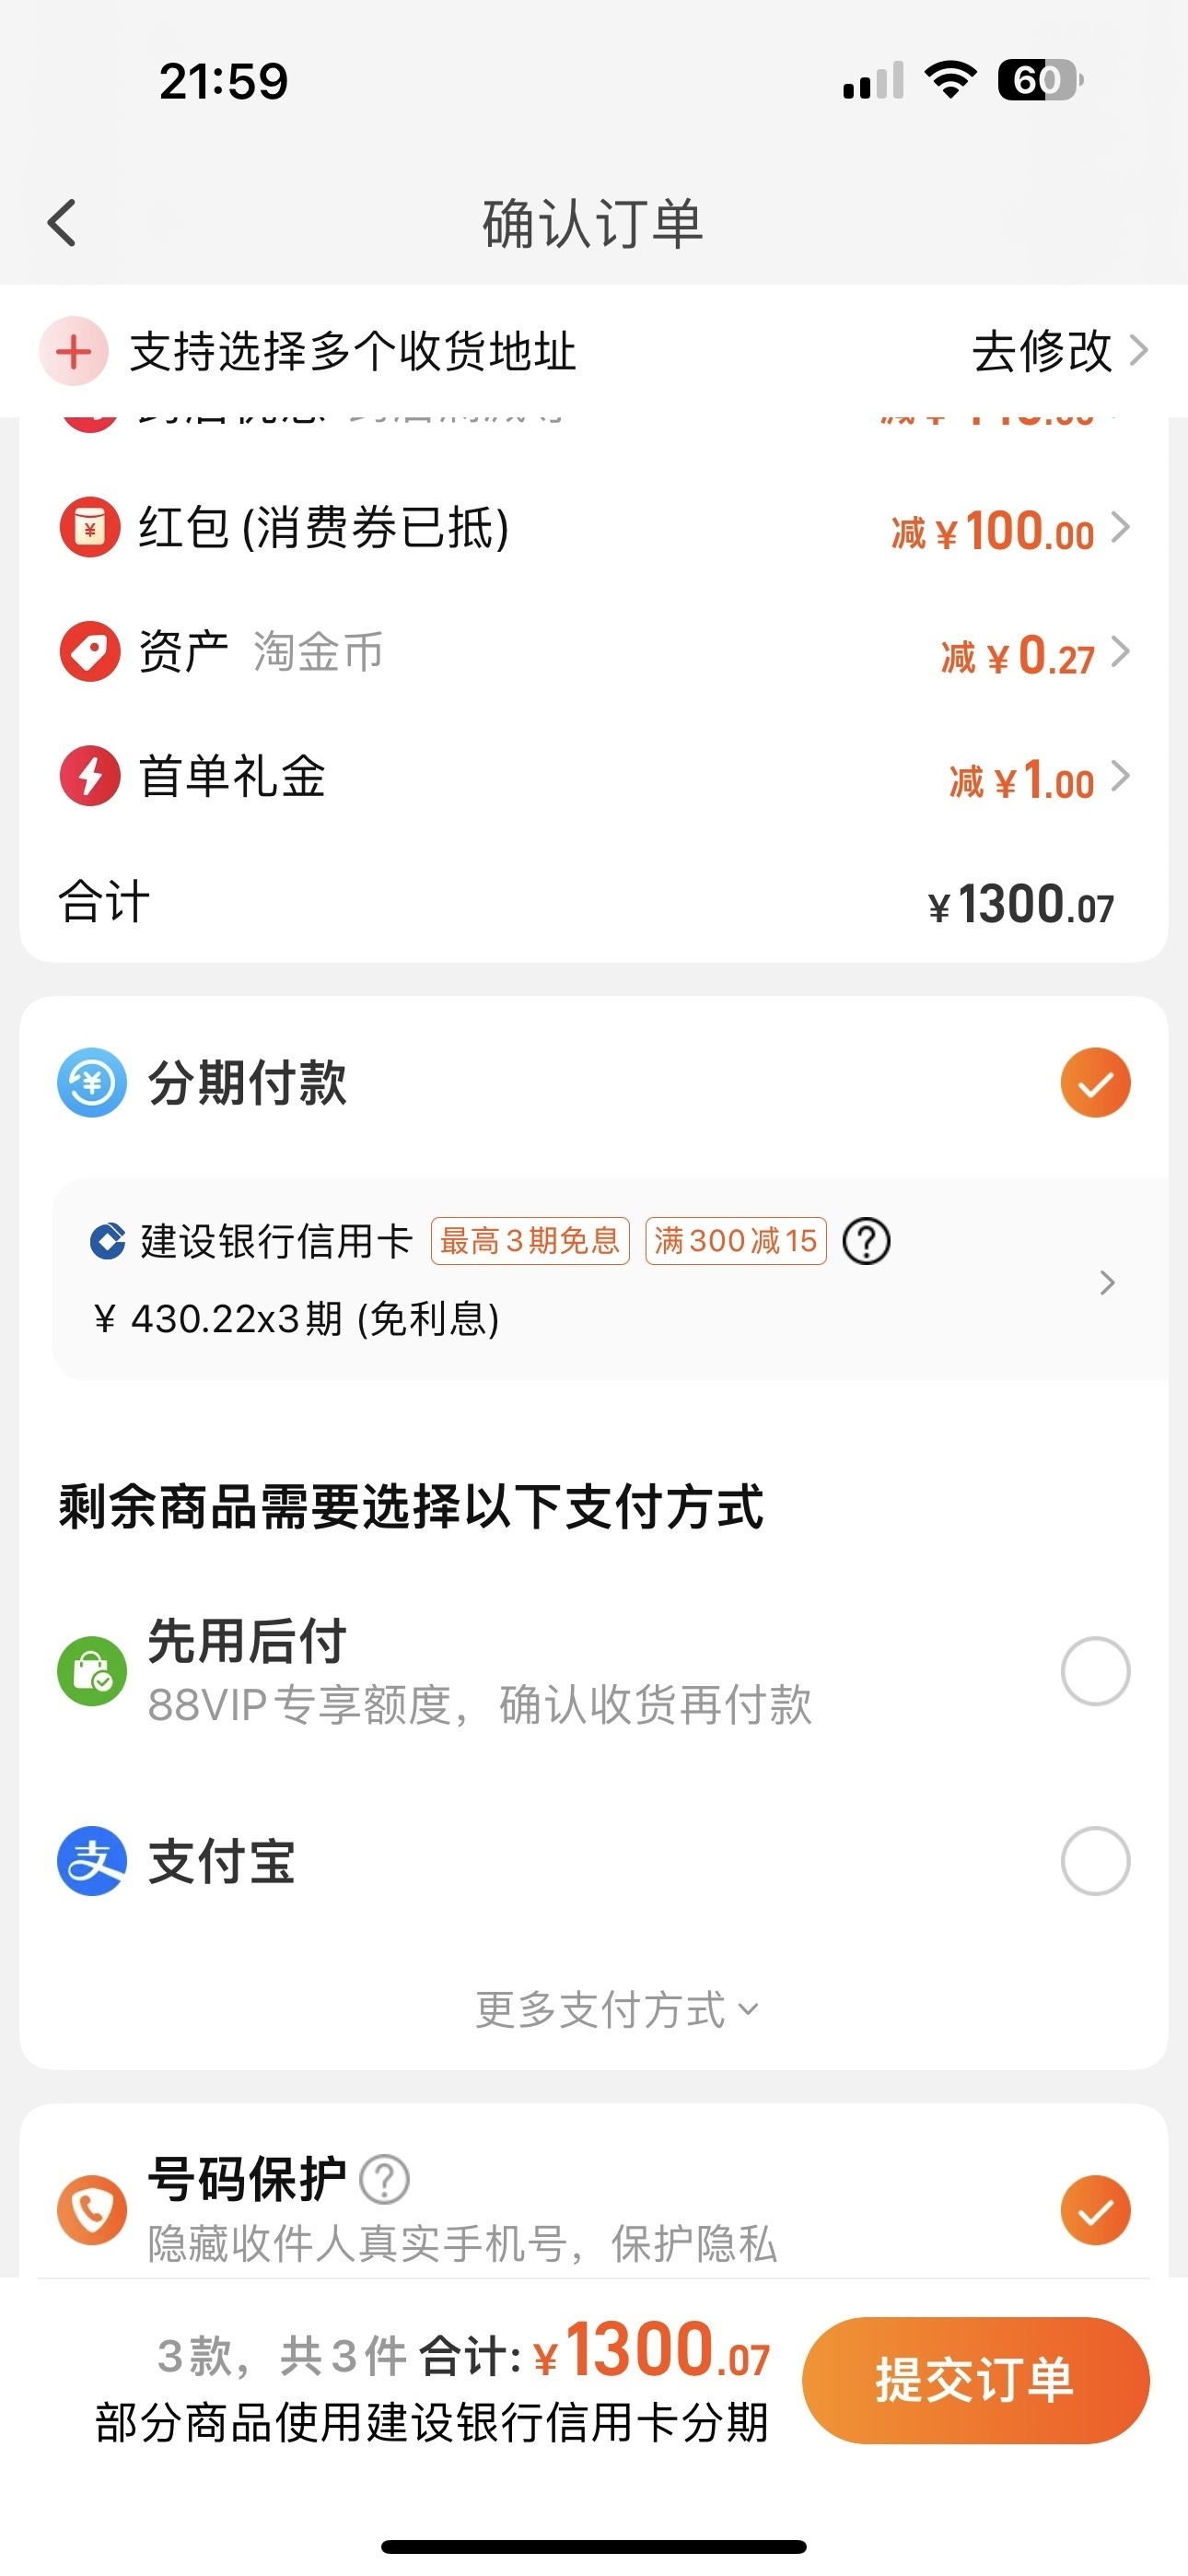 21:59
60
确认订单
支持选择多个收货地址 去修改
红包(消费券已抵) 减¥100.00
资产 淘金币 减¥0.27
首单礼金 减¥1.00
合计 ¥1300.07
分期付款
建设银行信用卡 最高3期免息 满300减15
¥ 430.22x3期 (免利息)
剩余商品需要选择以下支付方式
先用后付
88VIP专享额度，确认收货再付款
支付宝
更多支付方式
号码保护
隐藏收件人真实手机号，保护隐私
3款，共3件 合计:¥1300.07
部分商品使用建设银行信用卡分期
提交订单